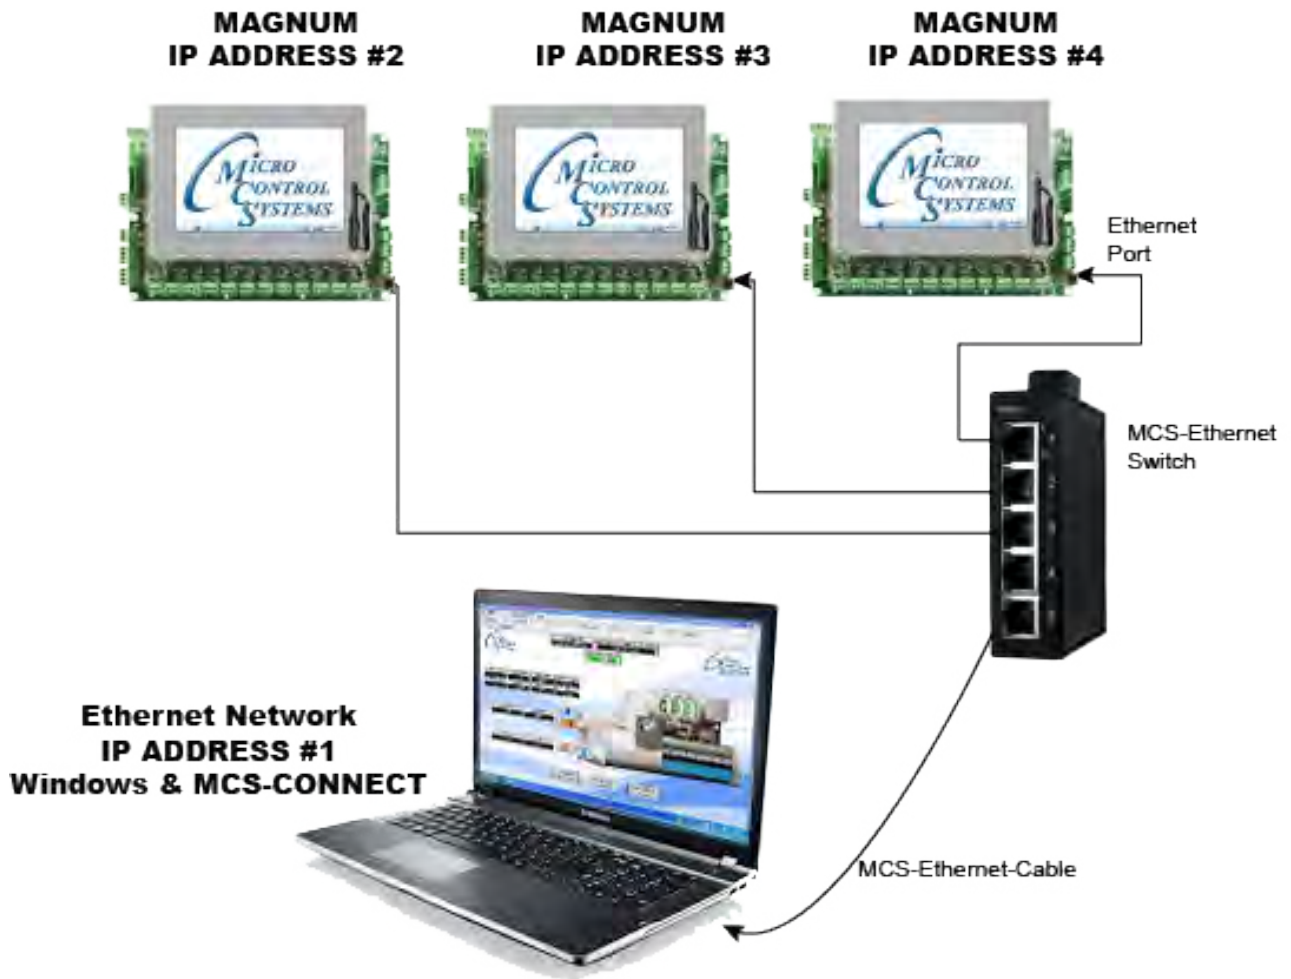 MAGNUM
IP ADDRESS #2
MAGNUM
IP ADDRESS #3
MAGNUM
IP ADDRESS #4
MICRO
CONTROL
SYSTEMS
MICRO
CONTROL
SYSTEMS
MICRO
CONTROL
SYSTEMS
Ethernet
Port
MCS-Ethernet
Switch
Ethernet Network
IP ADDRESS #1
Windows & MCS-CONNECT
MCS-Ethernet-Cable